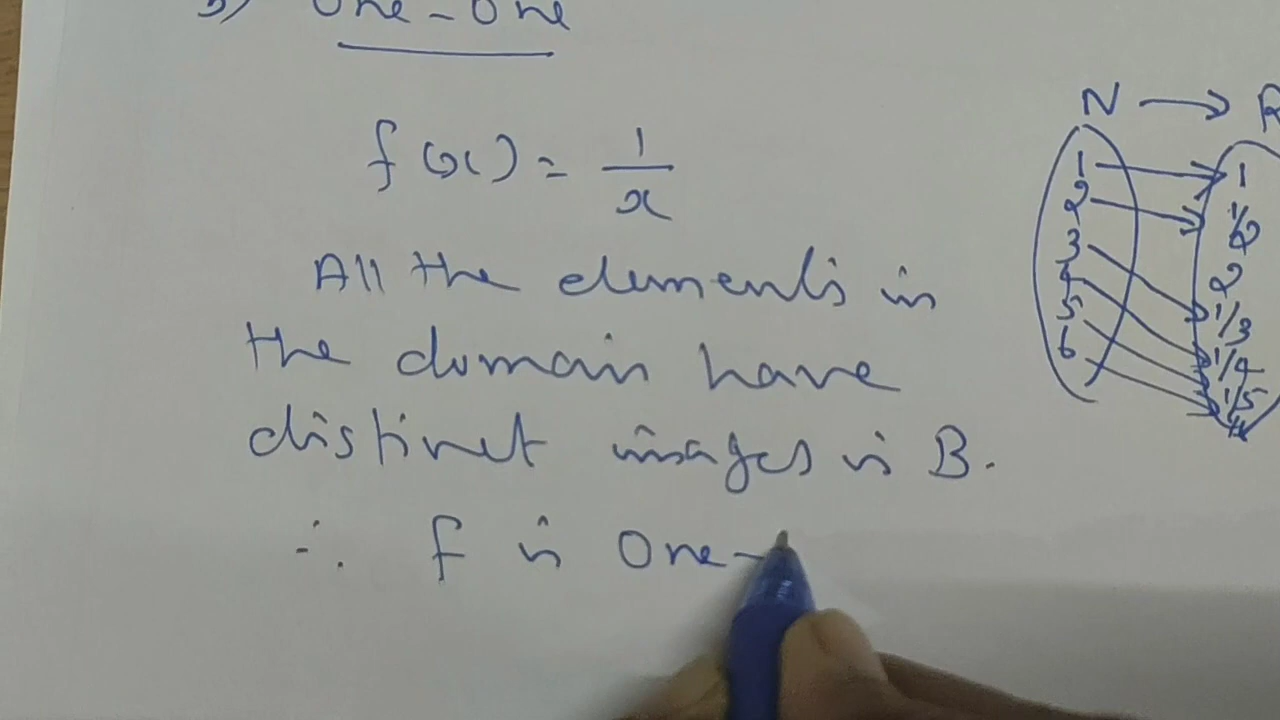 One - One
f(x) = 1/x
All the elements in
the domain have
distinct images in B.
∴ f is One-
N → R
1
2
3
4
5
6
1
1/2
2
1/3
1/4
1/5